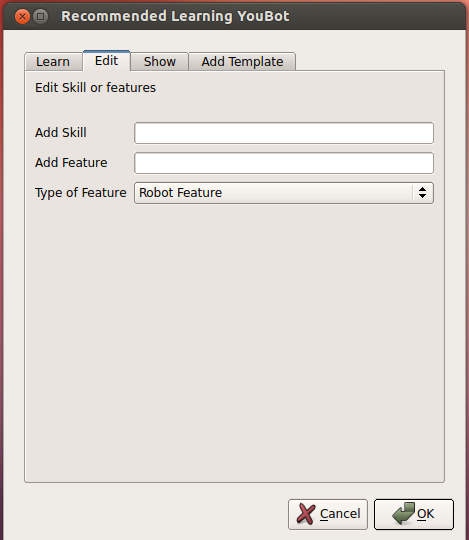 Recommended Learning YouBot
Learn Edit Show Add Template
Edit Skill or features
Add Skill
Add Feature
Type of Feature Robot Feature
Cancel OK